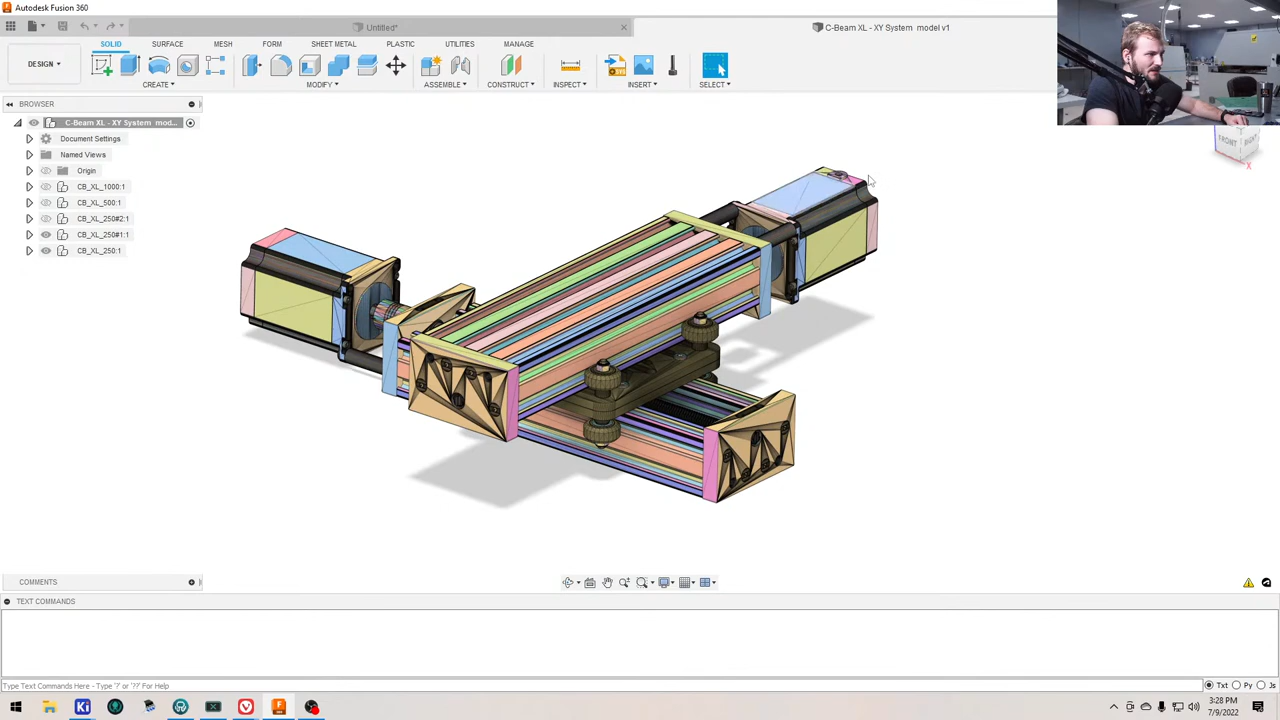 Autodesk Fusion 360
Untitled*
C-Beam XL - XY System model v1
DESIGN
SOLID
SURFACE
MESH
FORM
SHEET METAL
PLASTIC
UTILITIES
MANAGE
CREATE
MODIFY
ASSEMBLE
CONSTRUCT
INSPECT
INSERT
SELECT
BROWSER
C-Beam XL - XY System mod...
Document Settings
Named Views
Origin
CB_XL_1000:1
CB_XL_500:1
CB_XL_250#2:1
CB_XL_250#1:1
CB_XL_250:1
FRONT
RIGHT
X
COMMENTS
TEXT COMMANDS
Type Text Commands Here - Type '?' or '??' For Help
Txt
Py
Js
Ki
3:28 PM
7/9/2022